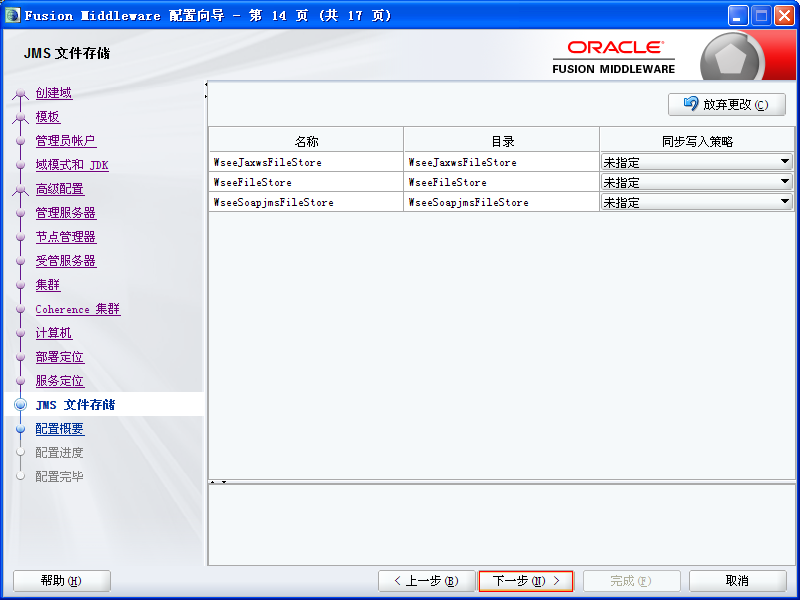 Fusion Middleware 配置向导 - 第 14 页 (共 17 页)
JMS 文件存储
ORACLE
FUSION MIDDLEWARE
创建域
模板
管理员帐户
域模式和 JDK
高级配置
管理服务器
节点管理器
受管服务器
集群
Coherence 集群
计算机
部署定位
服务定位
JMS 文件存储
配置概要
配置进度
配置完毕
放弃更改(C)
名称 目录 同步写入策略
WseeJaxwsFileStore WseeJaxwsFileStore 未指定
WseeFileStore WseeFileStore 未指定
WseeSoapjmsFileStore WseeSoapjmsFileStore 未指定
帮助(H) < 上一步(B) 下一步(N) > 完成(F) 取消